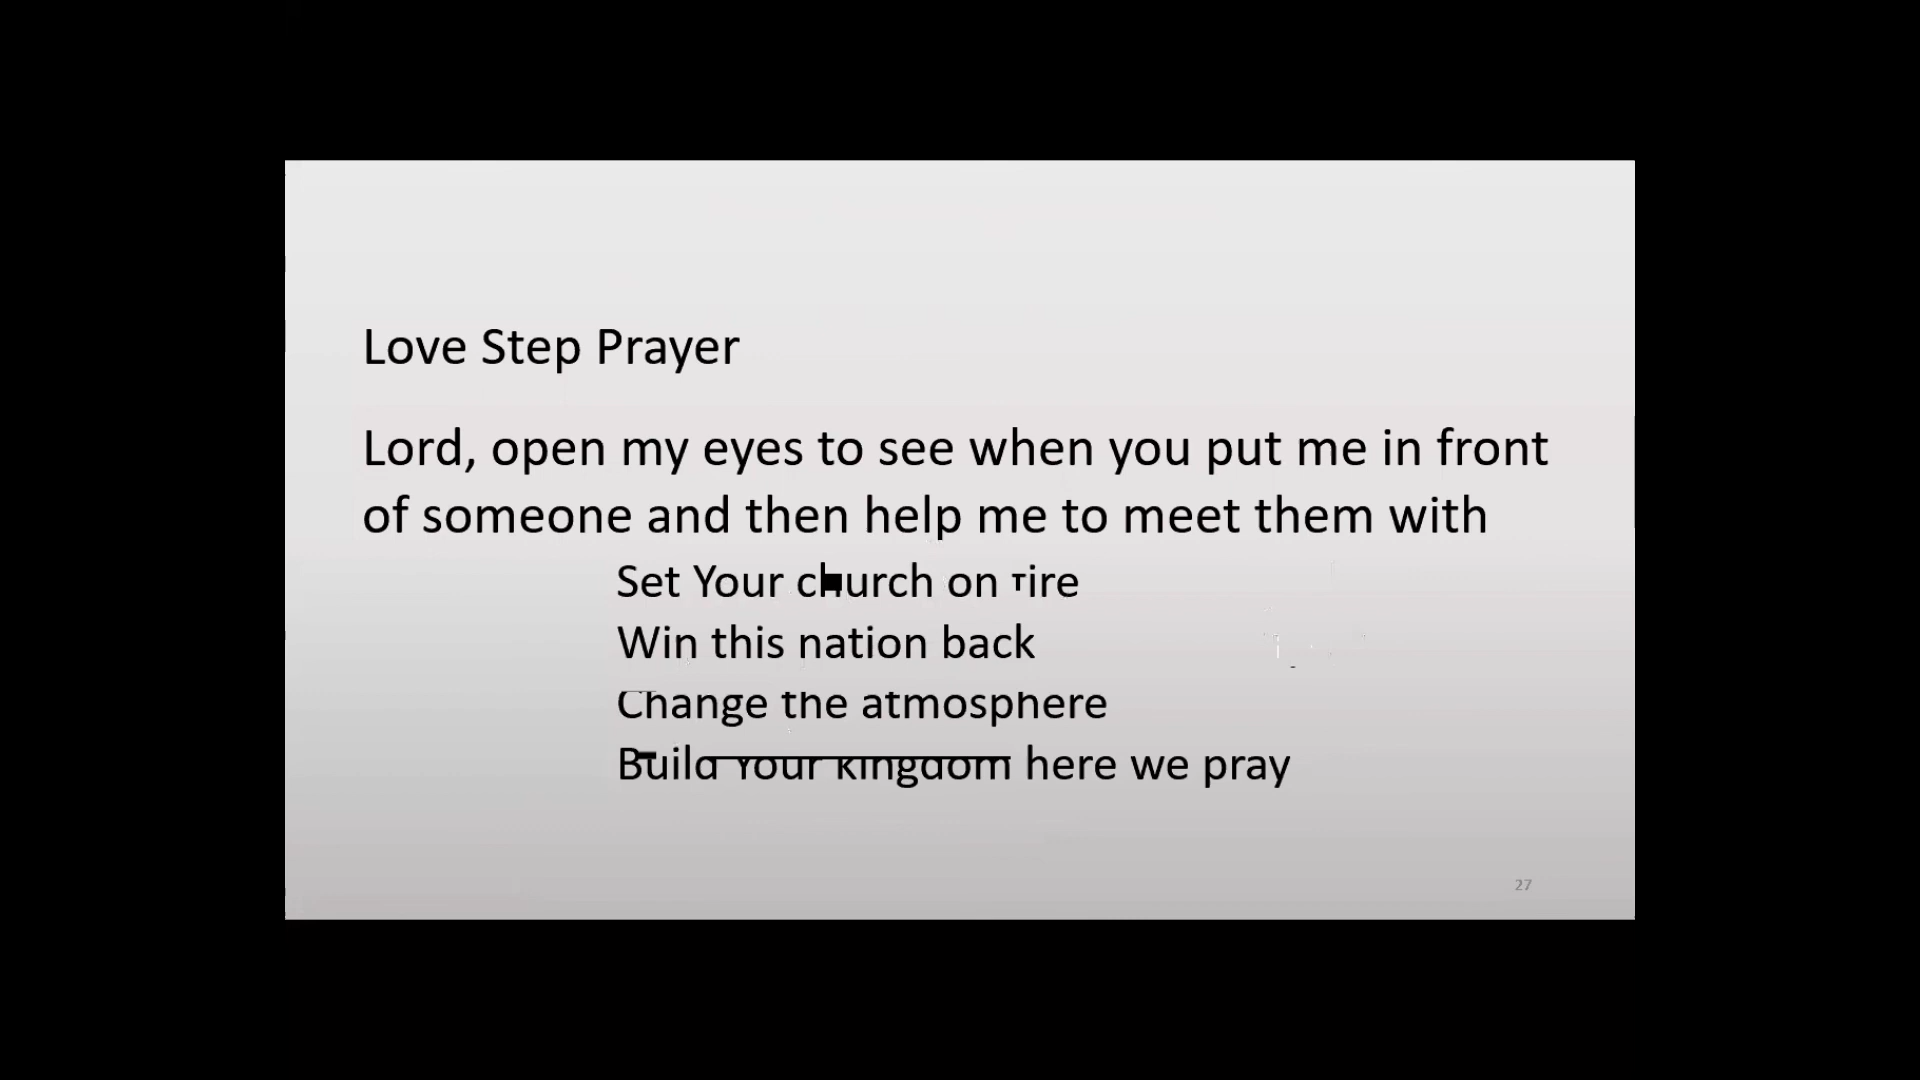 Love Step Prayer
Lord, open my eyes to see when you put me in front
of someone and then help me to meet them with
Set Your church on fire
Win this nation back
Change the atmosphere
Build Your kingdom here we pray
27